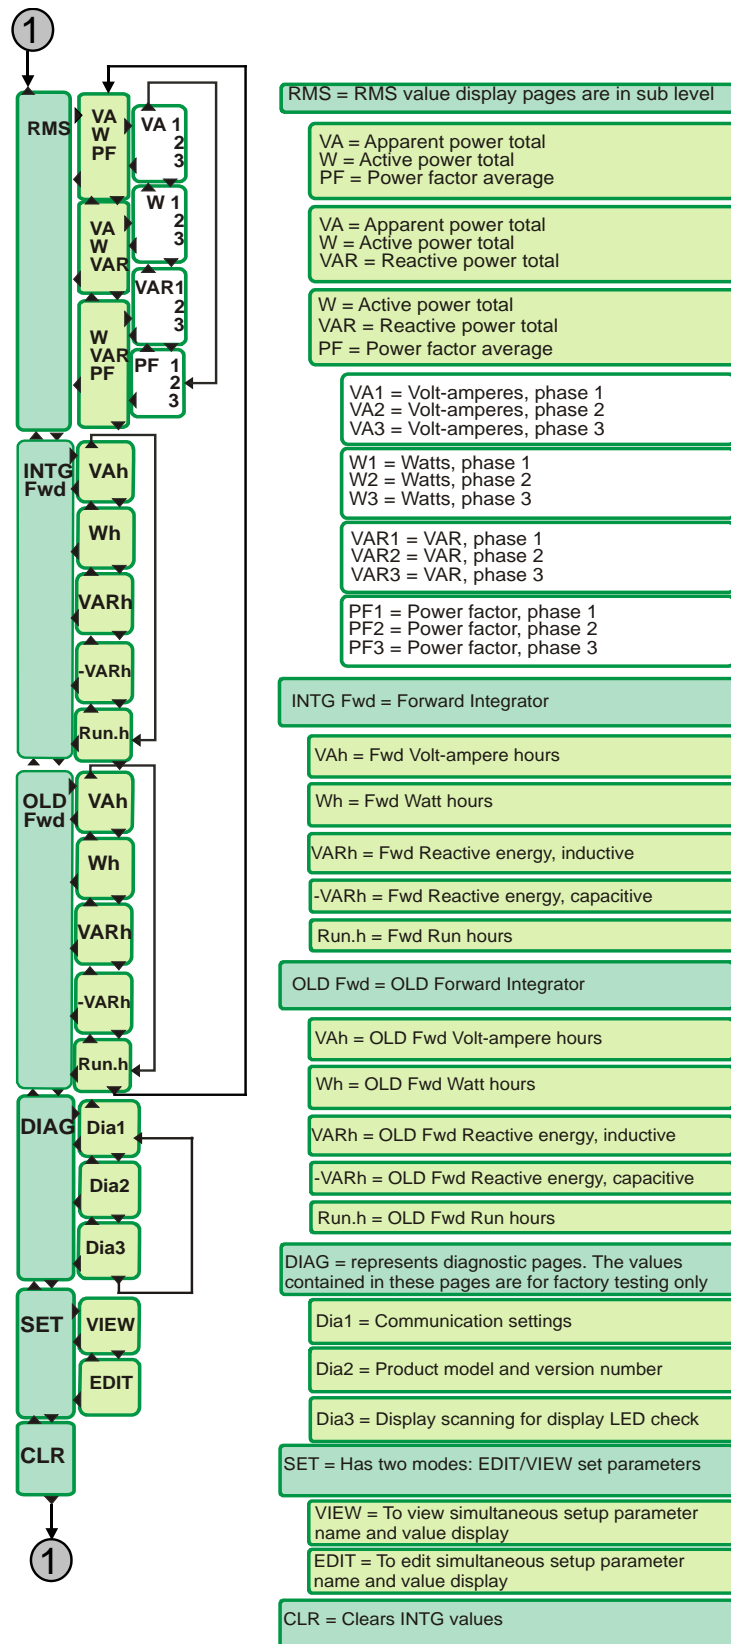 1
RMS
VA
W
PF
VA 1
2
3
VA
W
VAR
W 1
2
3
W
VAR
PF
VAR1
2
3
PF 1
2
3
INTG
Fwd
VAh
Wh
VARh
-VARh
Run.h
OLD
Fwd
VAh
Wh
VARh
-VARh
Run.h
DIAG
Dia1
Dia2
Dia3
SET
VIEW
EDIT
CLR
1
RMS = RMS value display pages are in sub level
VA = Apparent power total
W = Active power total
PF = Power factor average
VA = Apparent power total
W = Active power total
VAR = Reactive power total
W = Active power total
VAR = Reactive power total
PF = Power factor average
VA1 = Volt-amperes, phase 1
VA2 = Volt-amperes, phase 2
VA3 = Volt-amperes, phase 3
W1 = Watts, phase 1
W2 = Watts, phase 2
W3 = Watts, phase 3
VAR1 = VAR, phase 1
VAR2 = VAR, phase 2
VAR3 = VAR, phase 3
PF1 = Power factor, phase 1
PF2 = Power factor, phase 2
PF3 = Power factor, phase 3
INTG Fwd = Forward Integrator
VAh = Fwd Volt-ampere hours
Wh = Fwd Watt hours
VARh = Fwd Reactive energy, inductive
-VARh = Fwd Reactive energy, capacitive
Run.h = Fwd Run hours
OLD Fwd = OLD Forward Integrator
VAh = OLD Fwd Volt-ampere hours
Wh = OLD Fwd Watt hours
VARh = OLD Fwd Reactive energy, inductive
-VARh = OLD Fwd Reactive energy, capacitive
Run.h = OLD Fwd Run hours
DIAG = represents diagnostic pages. The values
contained in these pages are for factory testing only
Dia1 = Communication settings
Dia2 = Product model and version number
Dia3 = Display scanning for display LED check
SET = Has two modes: EDIT/VIEW set parameters
VIEW = To view simultaneous setup parameter
name and value display
EDIT = To edit simultaneous setup parameter
name and value display
CLR = Clears INTG values